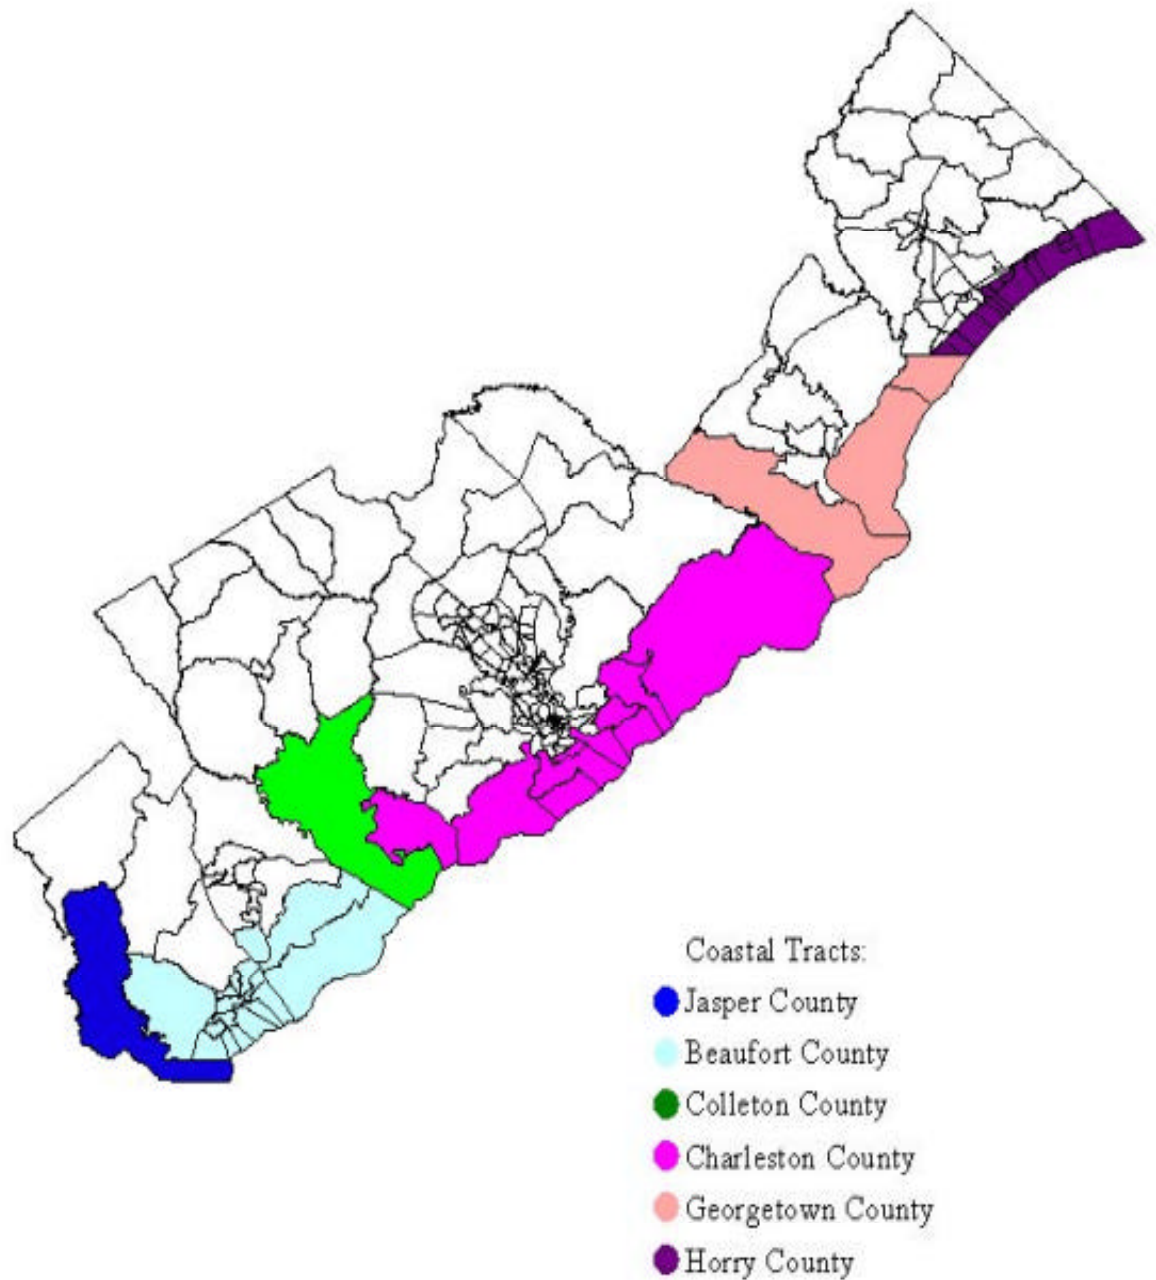 Coastal Tracts:
Jasper County
Beaufort County
Colleton County
Charleston County
Georgetown County
Horry County